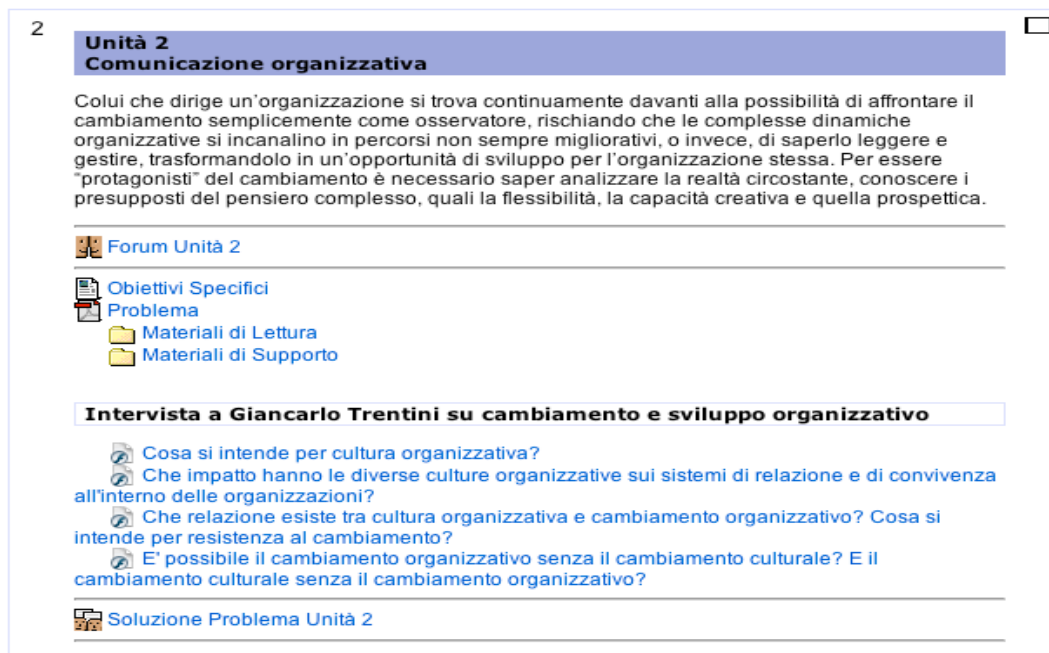 2
Unità 2
Comunicazione organizzativa
Colui che dirige un'organizzazione si trova continuamente davanti alla possibilità di affrontare il
cambiamento semplicemente come osservatore, rischiando che le complesse dinamiche
organizzative si incanalino in percorsi non sempre migliorativi, o invece, di saperlo leggere e
gestire, trasformandolo in un'opportunità di sviluppo per l'organizzazione stessa. Per essere
"protagonisti" del cambiamento è necessario saper analizzare la realtà circostante, conoscere i
presupposti del pensiero complesso, quali la flessibilità, la capacità creativa e quella prospettica.
Forum Unità 2
Obiettivi Specifici
Problema
Materiali di Lettura
Materiali di Supporto
Intervista a Giancarlo Trentini su cambiamento e sviluppo organizzativo
Cosa si intende per cultura organizzativa?
Che impatto hanno le diverse culture organizzative sui sistemi di relazione e di convivenza
all'interno delle organizzazioni?
Che relazione esiste tra cultura organizzativa e cambiamento organizzativo? Cosa si
intende per resistenza al cambiamento?
E' possibile il cambiamento organizzativo senza il cambiamento culturale? E il
cambiamento culturale senza il cambiamento organizzativo?
Soluzione Problema Unità 2